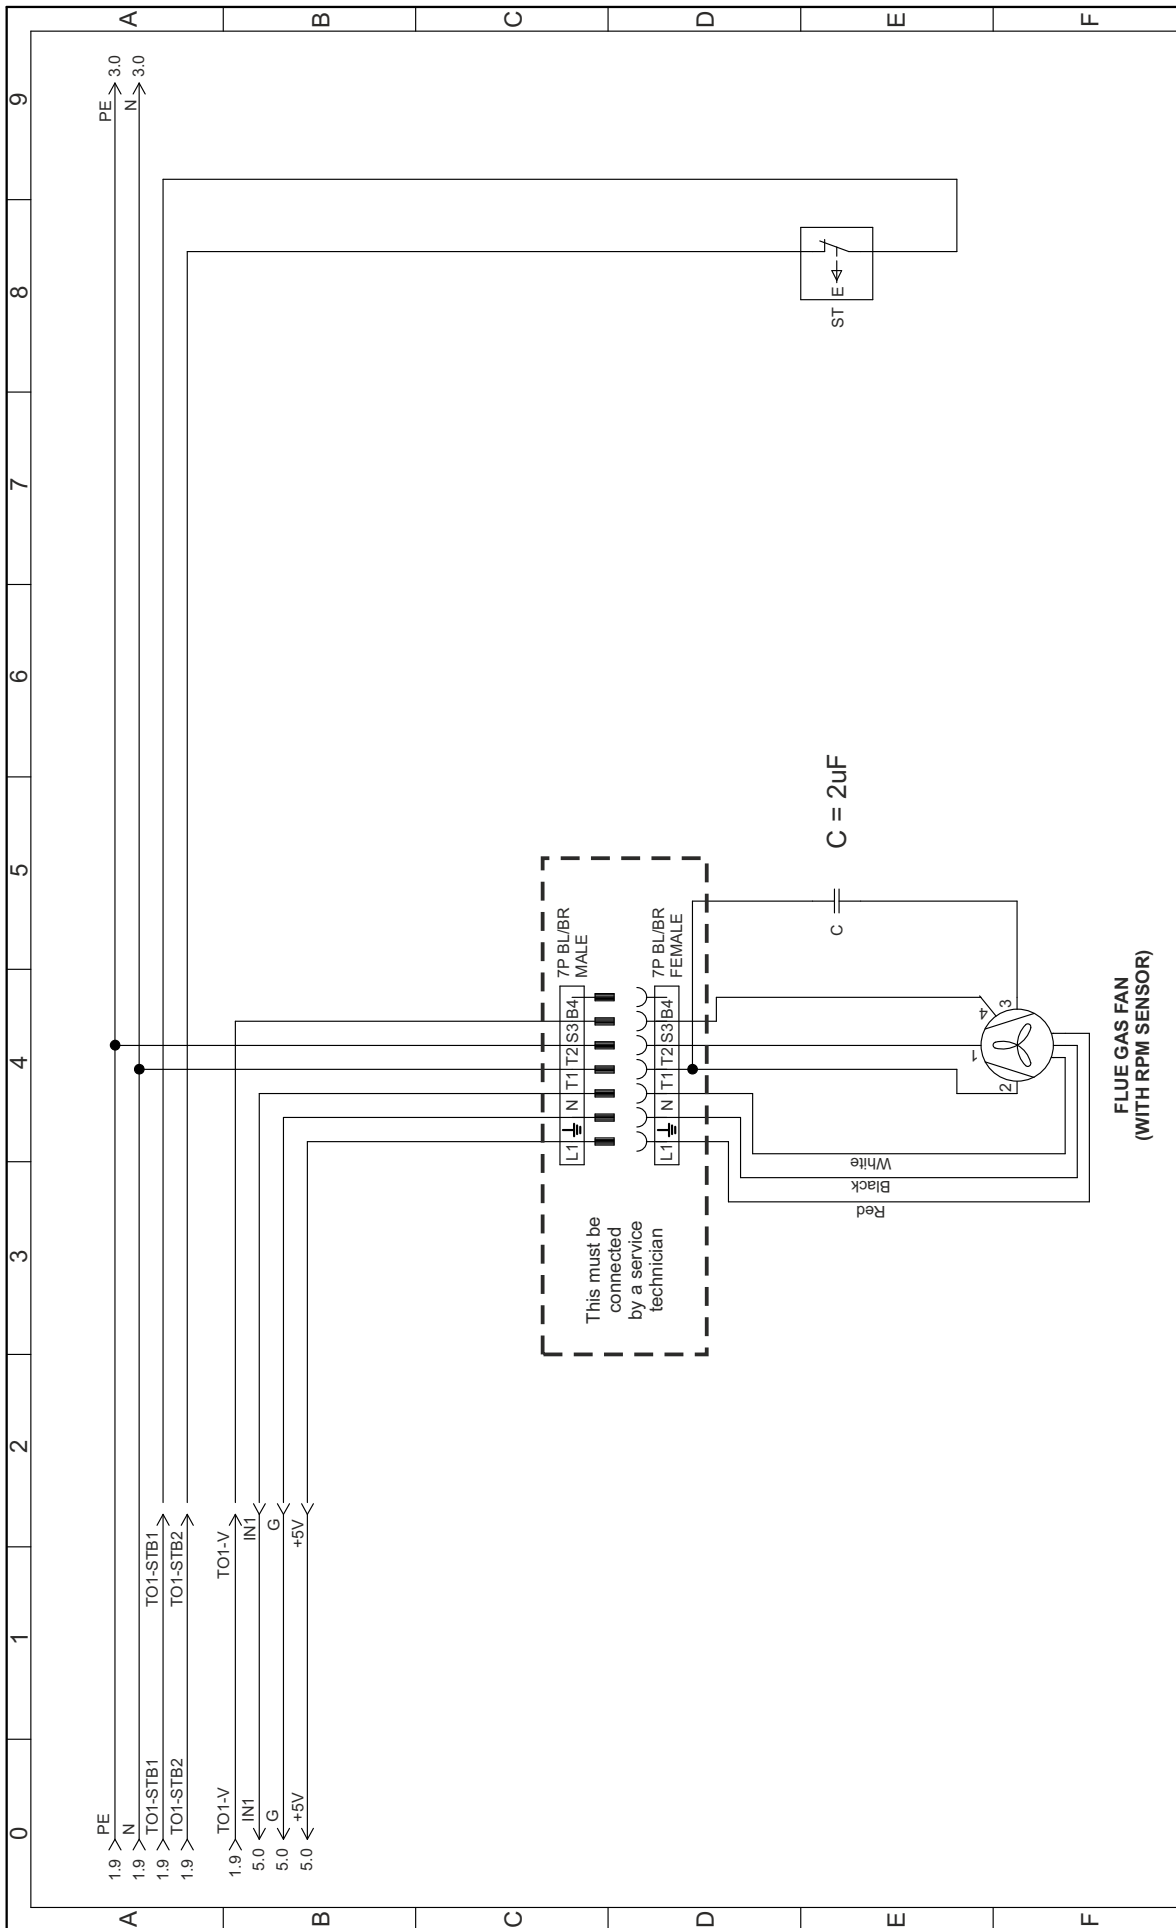 0 1 2 3 4 5 6 7 8 9
A A
1.9 PE PE 3.0
1.9 N N 3.0
1.9 TO1-STB1 TO1-STB1
1.9 TO1-STB2 TO1-STB2
B B
1.9 TO1-V TO1-V
5.0 IN1 IN1
5.0 G G
5.0 +5V +5V
C C
7P BL/BR
MALE
L1 N T1 T2 S3 B4
This must be
connected
by a service
technician
D D
7P BL/BR
FEMALE
L1 N T1 T2 S3 B4
E E
C
C = 2uF
ST E
White
Black
Red
1
2
3
4
F F
FLUE GAS FAN
(WITH RPM SENSOR)